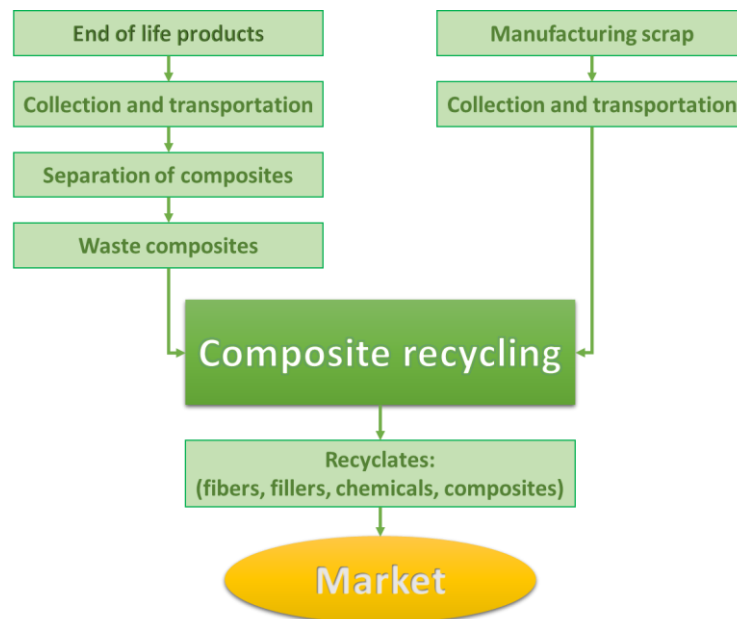 End of life products
Collection and transportation
Separation of composites
Waste composites
Manufacturing scrap
Collection and transportation
Composite recycling
Recyclates:
(fibers, fillers, chemicals, composites)
Market